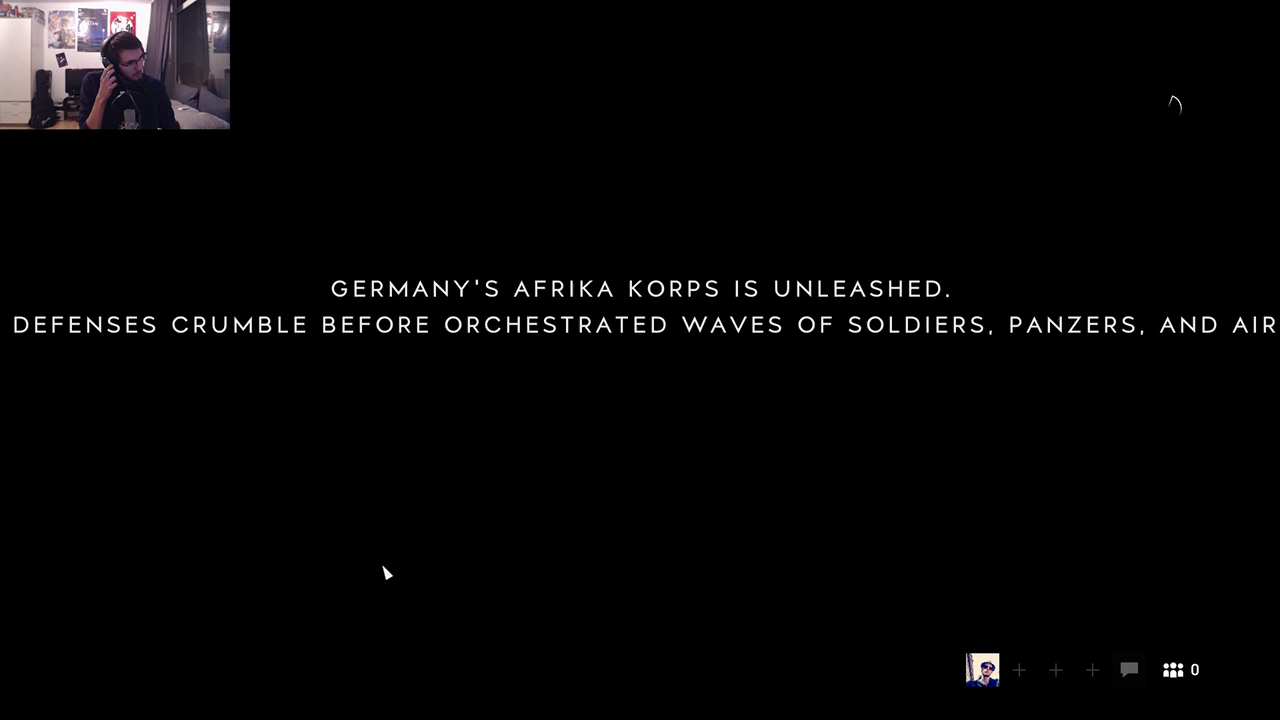 GERMANY'S AFRIKA KORPS IS UNLEASHED.
DEFENSES CRUMBLE BEFORE ORCHESTRATED WAVES OF SOLDIERS, PANZERS, AND AIR
0